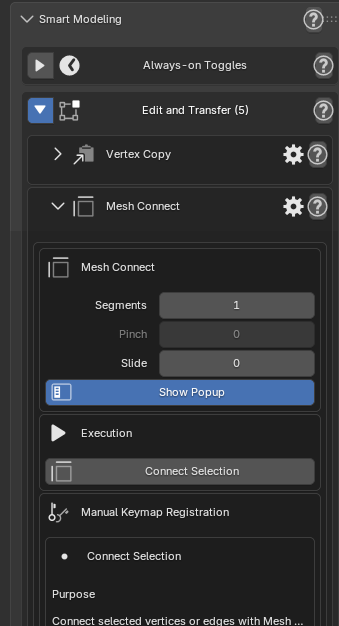 Smart Modeling
Always-on Toggles
Edit and Transfer (5)
Vertex Copy
Mesh Connect
Mesh Connect
Segments 1
Pinch 0
Slide 0
Show Popup
Execution
Connect Selection
Manual Keymap Registration
Connect Selection
Purpose
Connect selected vertices or edges with Mesh ...